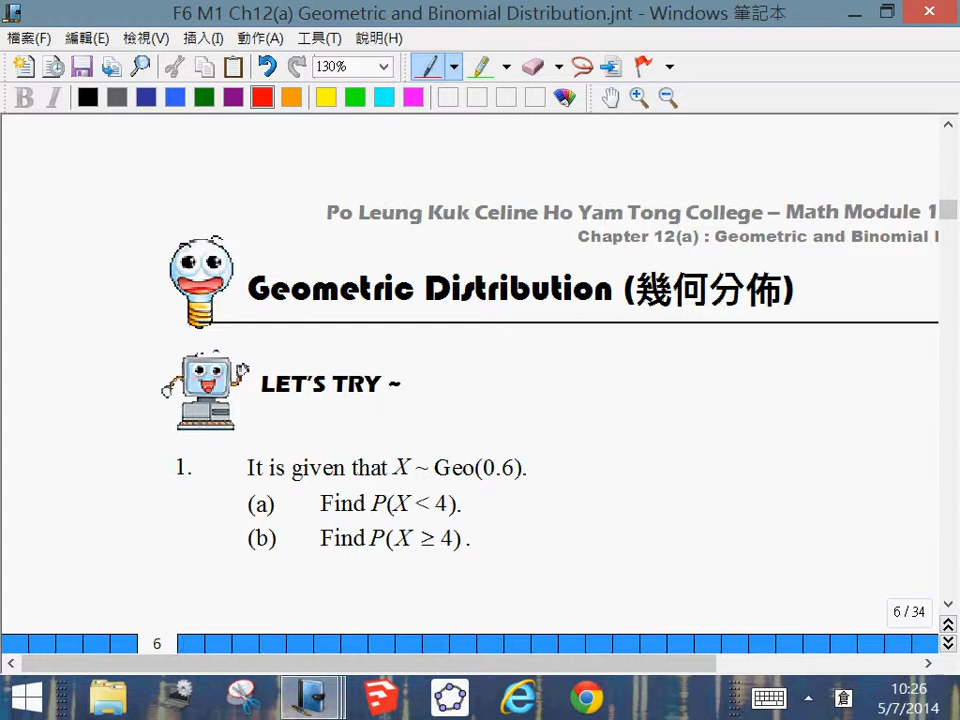 F6 M1 Ch12(a) Geometric and Binomial Distribution.jnt - Windows 筆記本
檔案(F) 編輯(E) 檢視(V) 插入(I) 動作(A) 工具(T) 說明(H)
130%
B I
Po Leung Kuk Celine Ho Yam Tong College – Math Module 1
Chapter 12(a) : Geometric and Binomial
Geometric Distribution (幾何分佈)
LET'S TRY ~
1. It is given that X ~ Geo(0.6).
(a) Find P(X < 4).
(b) Find P(X ≥ 4) .
6 / 34
6
倉
10:26
5/7/2014